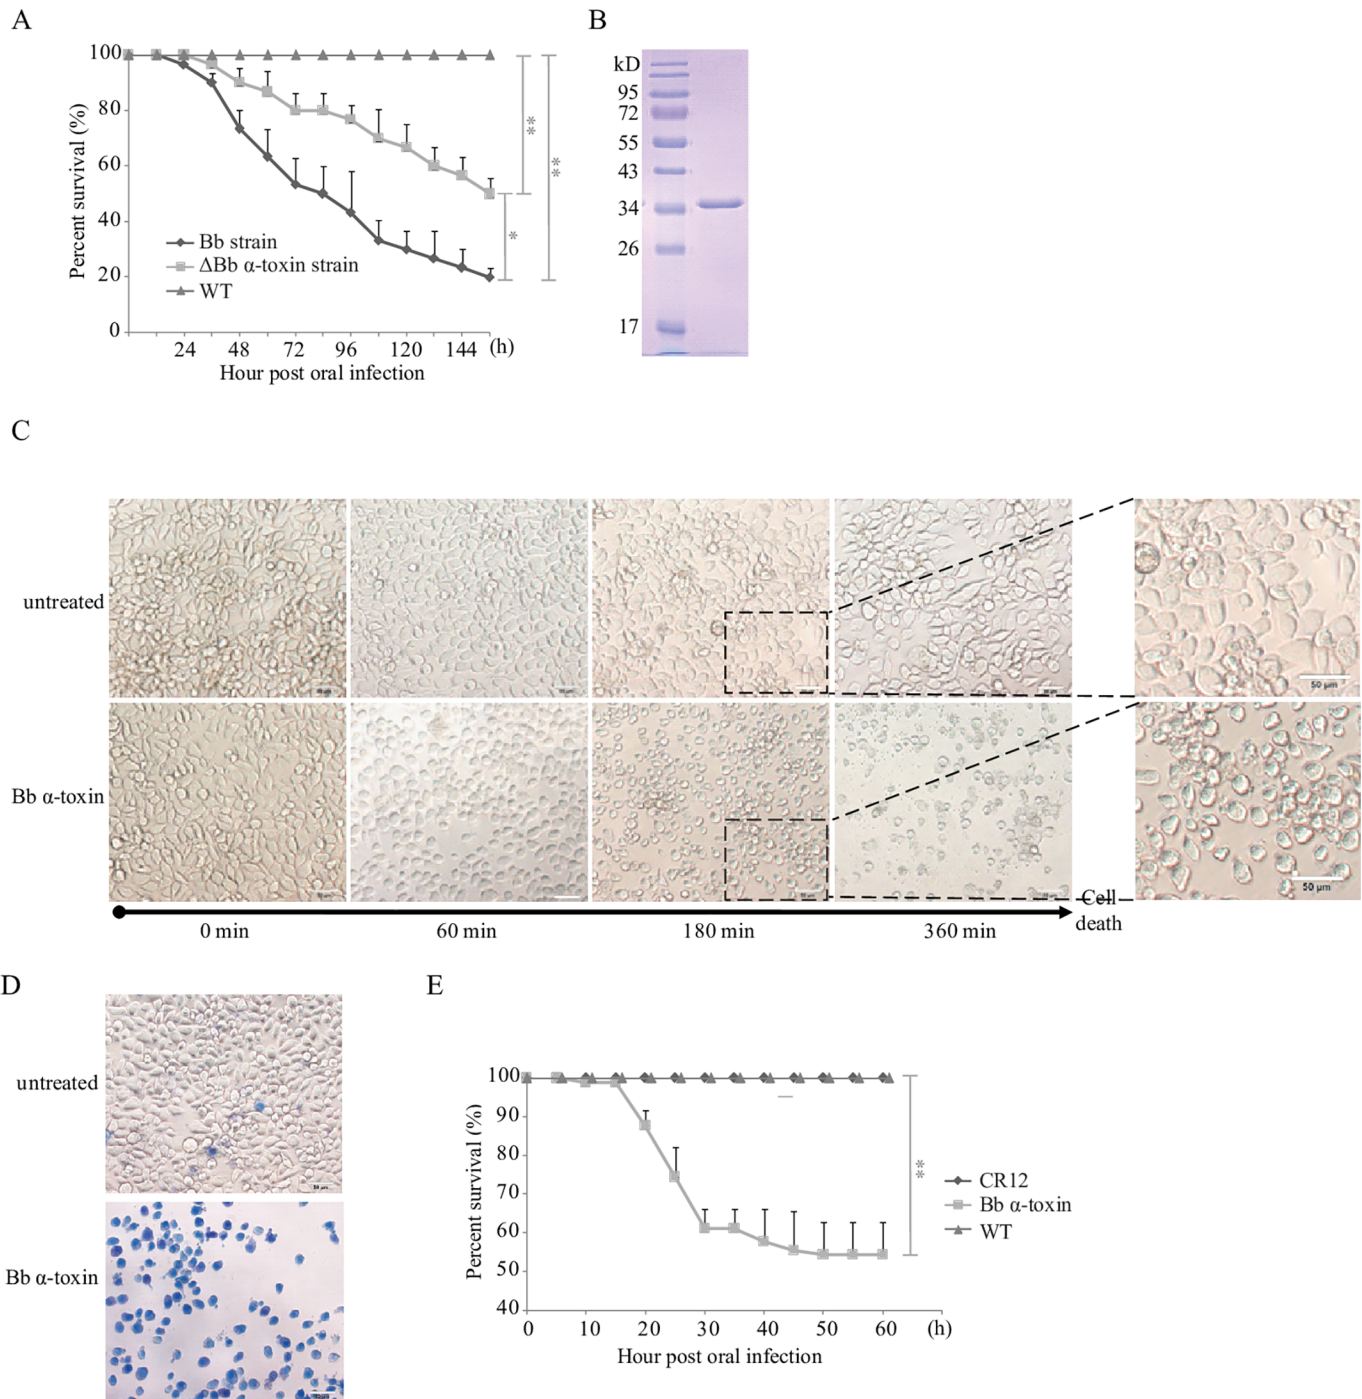 A
100
80
60
40
20
0
Percent survival (%)
Bb strain
ΔBb α-toxin strain
WT
**
**
*
24 48 72 96 120 144 (h)
Hour post oral infection
B
kD
95
72
55
43
34
26
17
C
untreated
50 μm
Bb α-toxin
50 μm
0 min 60 min 180 min 360 min
Cell
death
D
untreated
Bb α-toxin
E
100
90
80
70
60
50
40
Percent survival (%)
**
CR12
Bb α-toxin
WT
0 10 20 30 40 50 60 (h)
Hour post oral infection